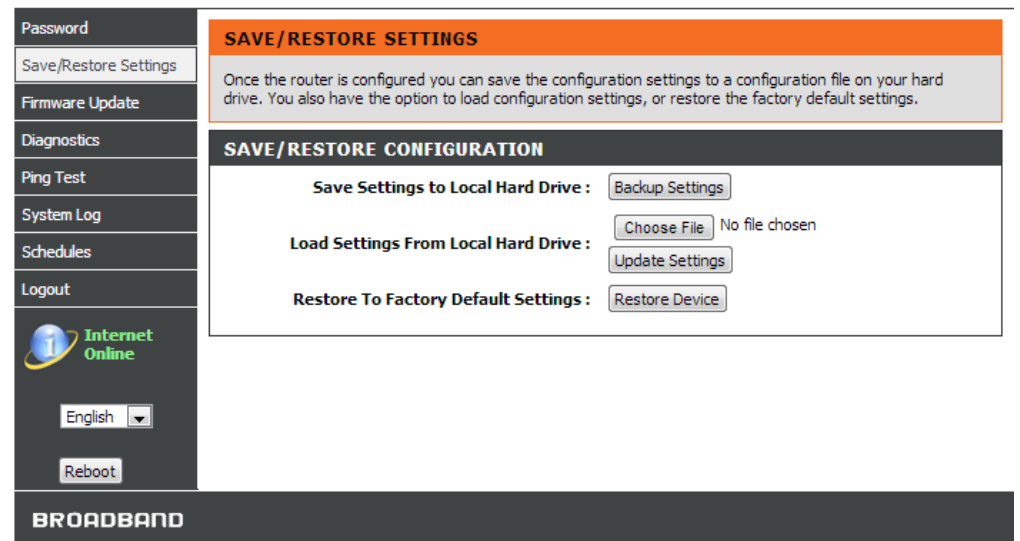 Password
Save/Restore Settings
Firmware Update
Diagnostics
Ping Test
System Log
Schedules
Logout
Internet
Online
English
Reboot
SAVE/RESTORE SETTINGS
Once the router is configured you can save the configuration settings to a configuration file on your hard
drive. You also have the option to load configuration settings, or restore the factory default settings.
SAVE/RESTORE CONFIGURATION
Save Settings to Local Hard Drive : Backup Settings
Load Settings From Local Hard Drive : Choose File No file chosen
Update Settings
Restore To Factory Default Settings : Restore Device
BROADBAND